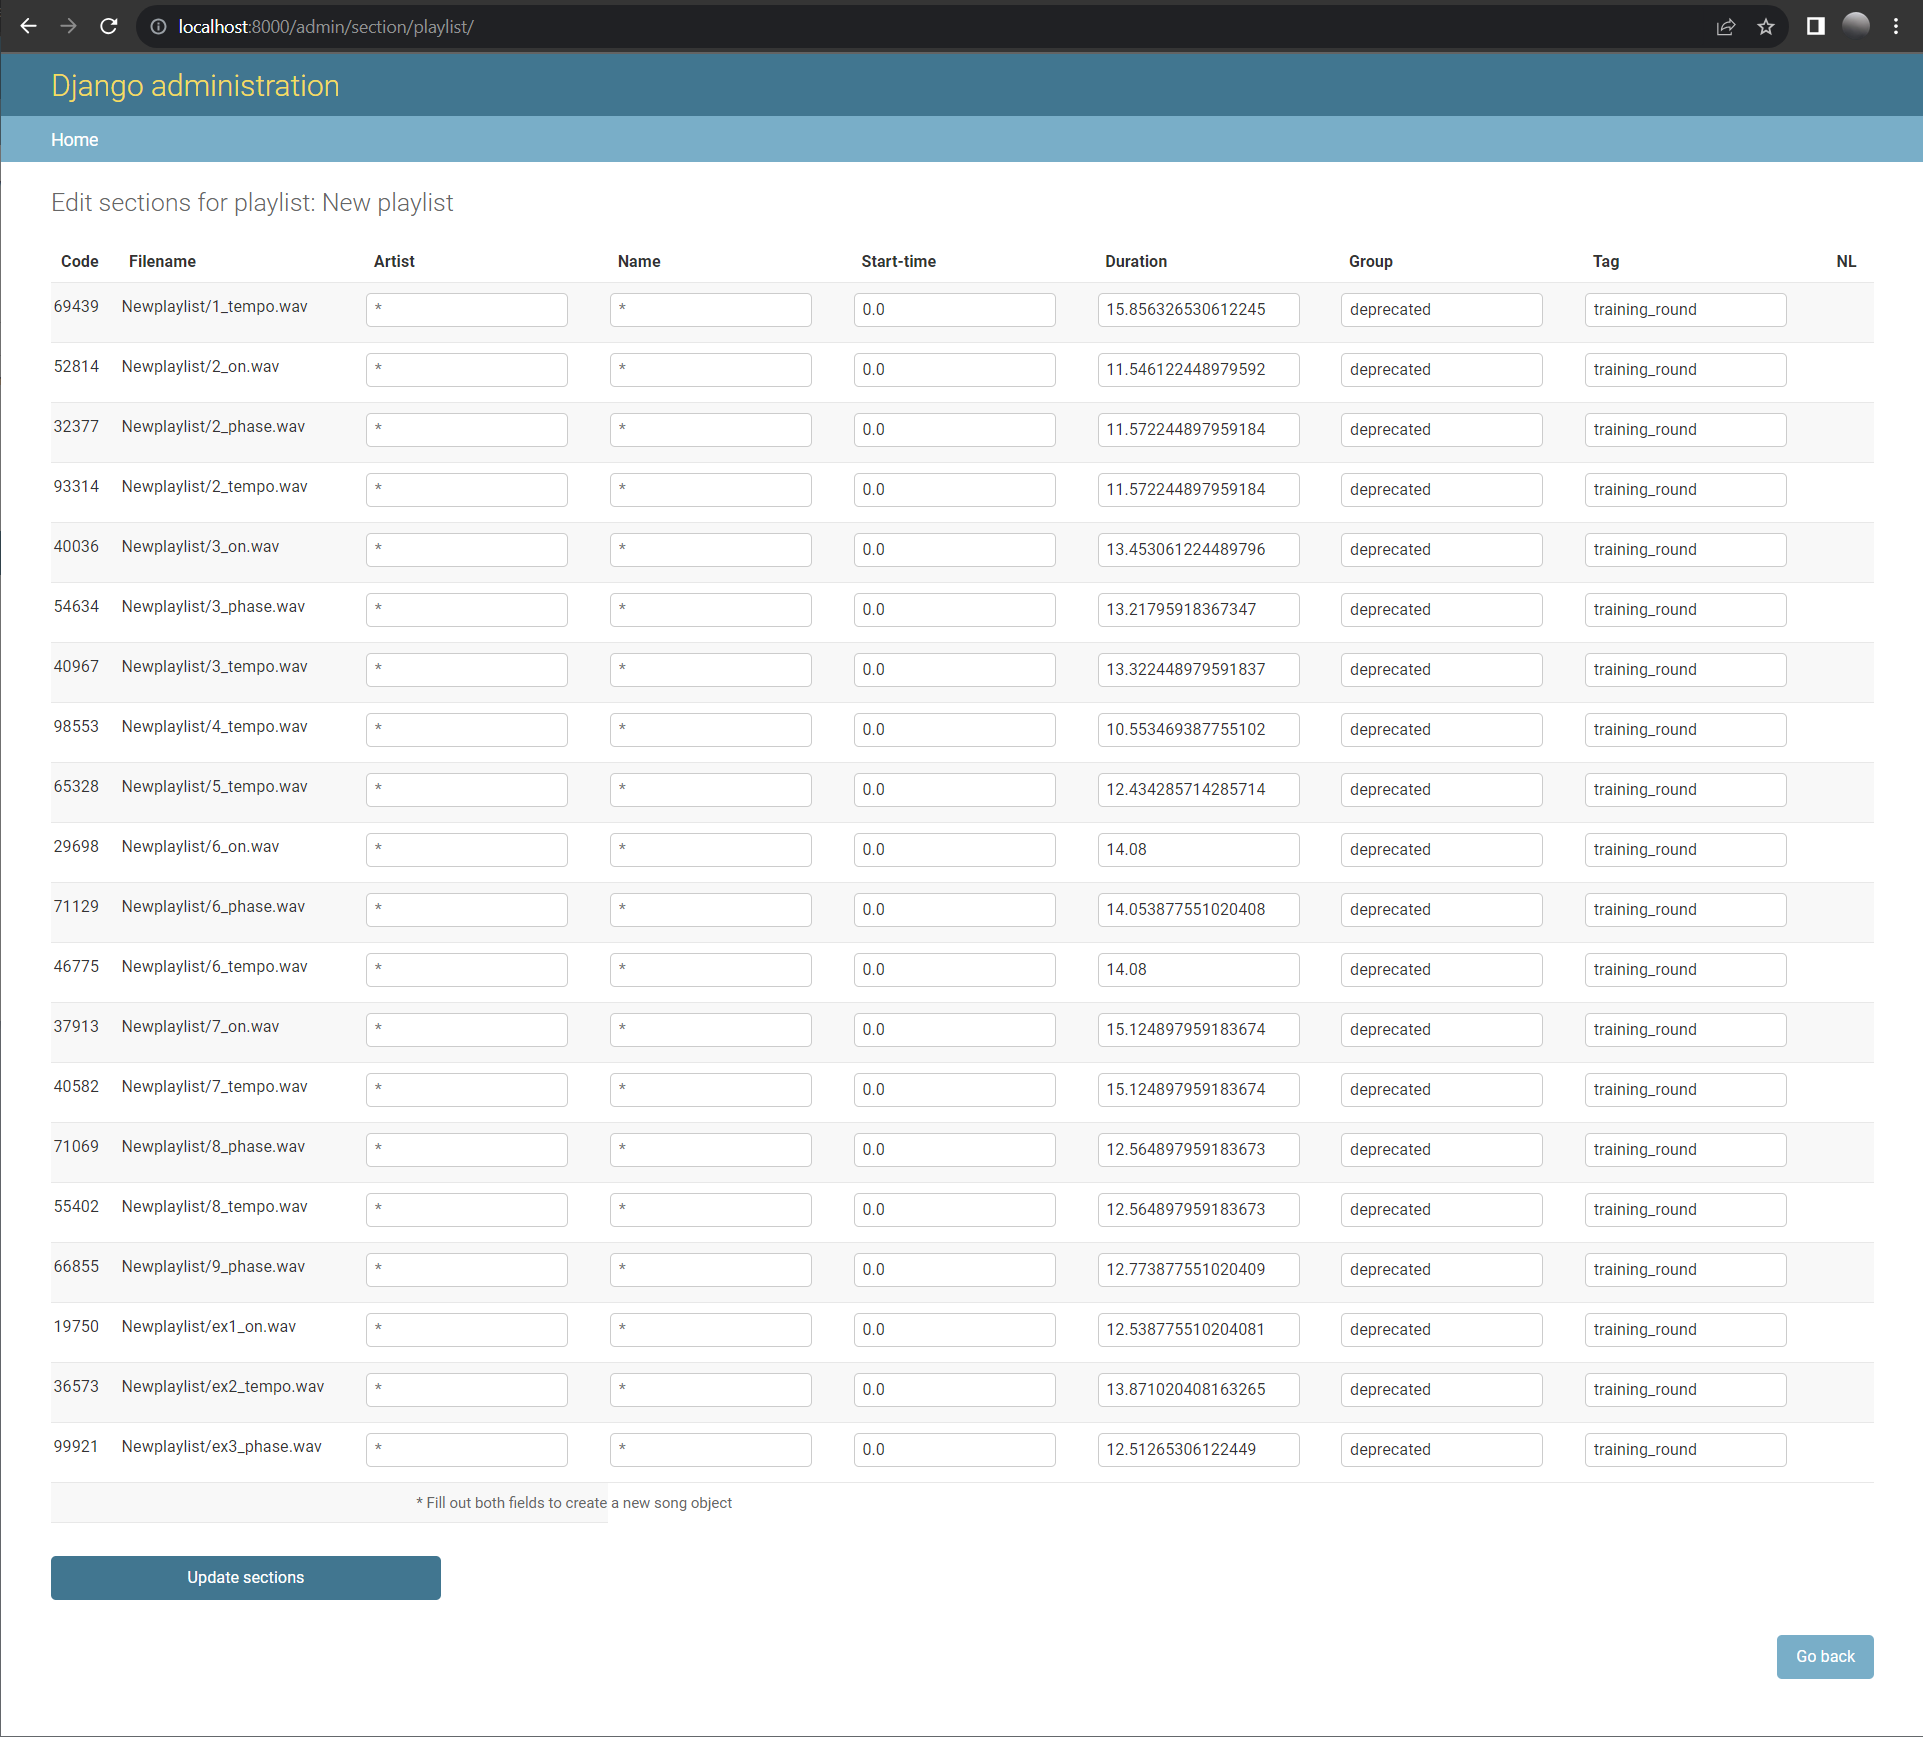 localhost:8000/admin/section/playlist/
Django administration
Home
Edit sections for playlist: New playlist
Code Filename Artist Name Start-time Duration Group Tag NL
69439 Newplaylist/1_tempo.wav * * 0.0 15.856326530612245 deprecated training_round
52814 Newplaylist/2_on.wav * * 0.0 11.546122448979592 deprecated training_round
32377 Newplaylist/2_phase.wav * * 0.0 11.572244897959184 deprecated training_round
93314 Newplaylist/2_tempo.wav * * 0.0 11.572244897959184 deprecated training_round
40036 Newplaylist/3_on.wav * * 0.0 13.453061224489796 deprecated training_round
54634 Newplaylist/3_phase.wav * * 0.0 13.21795918367347 deprecated training_round
40967 Newplaylist/3_tempo.wav * * 0.0 13.322448979591837 deprecated training_round
98553 Newplaylist/4_tempo.wav * * 0.0 10.553469387755102 deprecated training_round
65328 Newplaylist/5_tempo.wav * * 0.0 12.434285714285714 deprecated training_round
29698 Newplaylist/6_on.wav * * 0.0 14.08 deprecated training_round
71129 Newplaylist/6_phase.wav * * 0.0 14.053877551020408 deprecated training_round
46775 Newplaylist/6_tempo.wav * * 0.0 14.08 deprecated training_round
37913 Newplaylist/7_on.wav * * 0.0 15.124897959183674 deprecated training_round
40582 Newplaylist/7_tempo.wav * * 0.0 15.124897959183674 deprecated training_round
71069 Newplaylist/8_phase.wav * * 0.0 12.564897959183673 deprecated training_round
55402 Newplaylist/8_tempo.wav * * 0.0 12.564897959183673 deprecated training_round
66855 Newplaylist/9_phase.wav * * 0.0 12.773877551020409 deprecated training_round
19750 Newplaylist/ex1_on.wav * * 0.0 12.538775510204081 deprecated training_round
36573 Newplaylist/ex2_tempo.wav * * 0.0 13.871020408163265 deprecated training_round
99921 Newplaylist/ex3_phase.wav * * 0.0 12.51265306122449 deprecated training_round
* Fill out both fields to create a new song object
Update sections
Go back